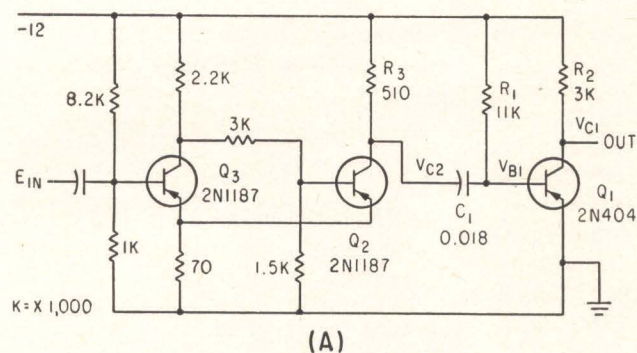 -12
8.2K
2.2K
R3
510
R1
11K
R2
3K
3K
VC1
OUT
EIN
Q3
2N1187
VC2
VB1
C1
0.018
Q1
2N404
Q2
2N1187
1K
70
1.5K
K = X 1,000
(A)